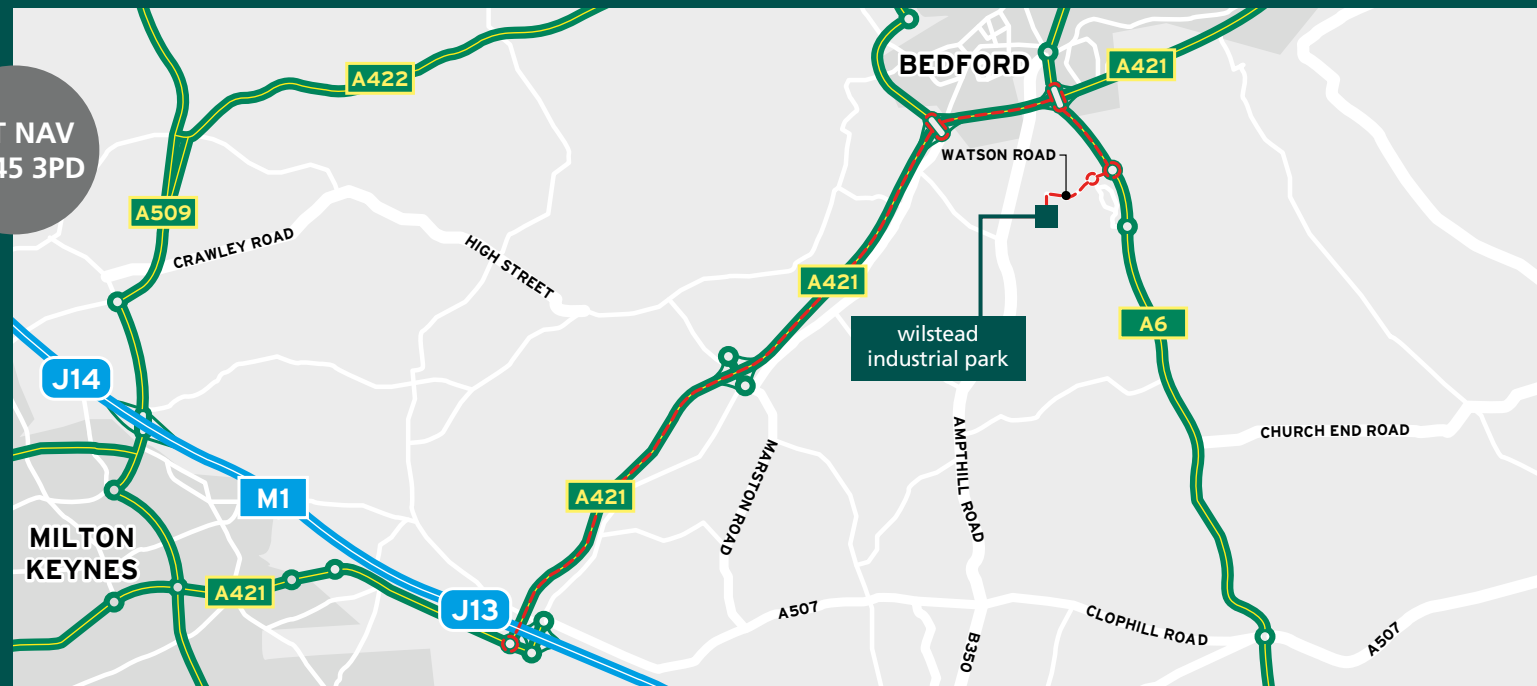 A422
BEDFORD
A421
T NAV
45 3PD
WATSON ROAD
A509
CRAWLEY ROAD
HIGH STREET
A421
A6
wilstead
industrial park
J14
CHURCH END ROAD
MARSTON ROAD
AMPTHILL ROAD
A421
M1
MILTON
KEYNES
A421
J13
A507
CLOPHILL ROAD
B350
A507